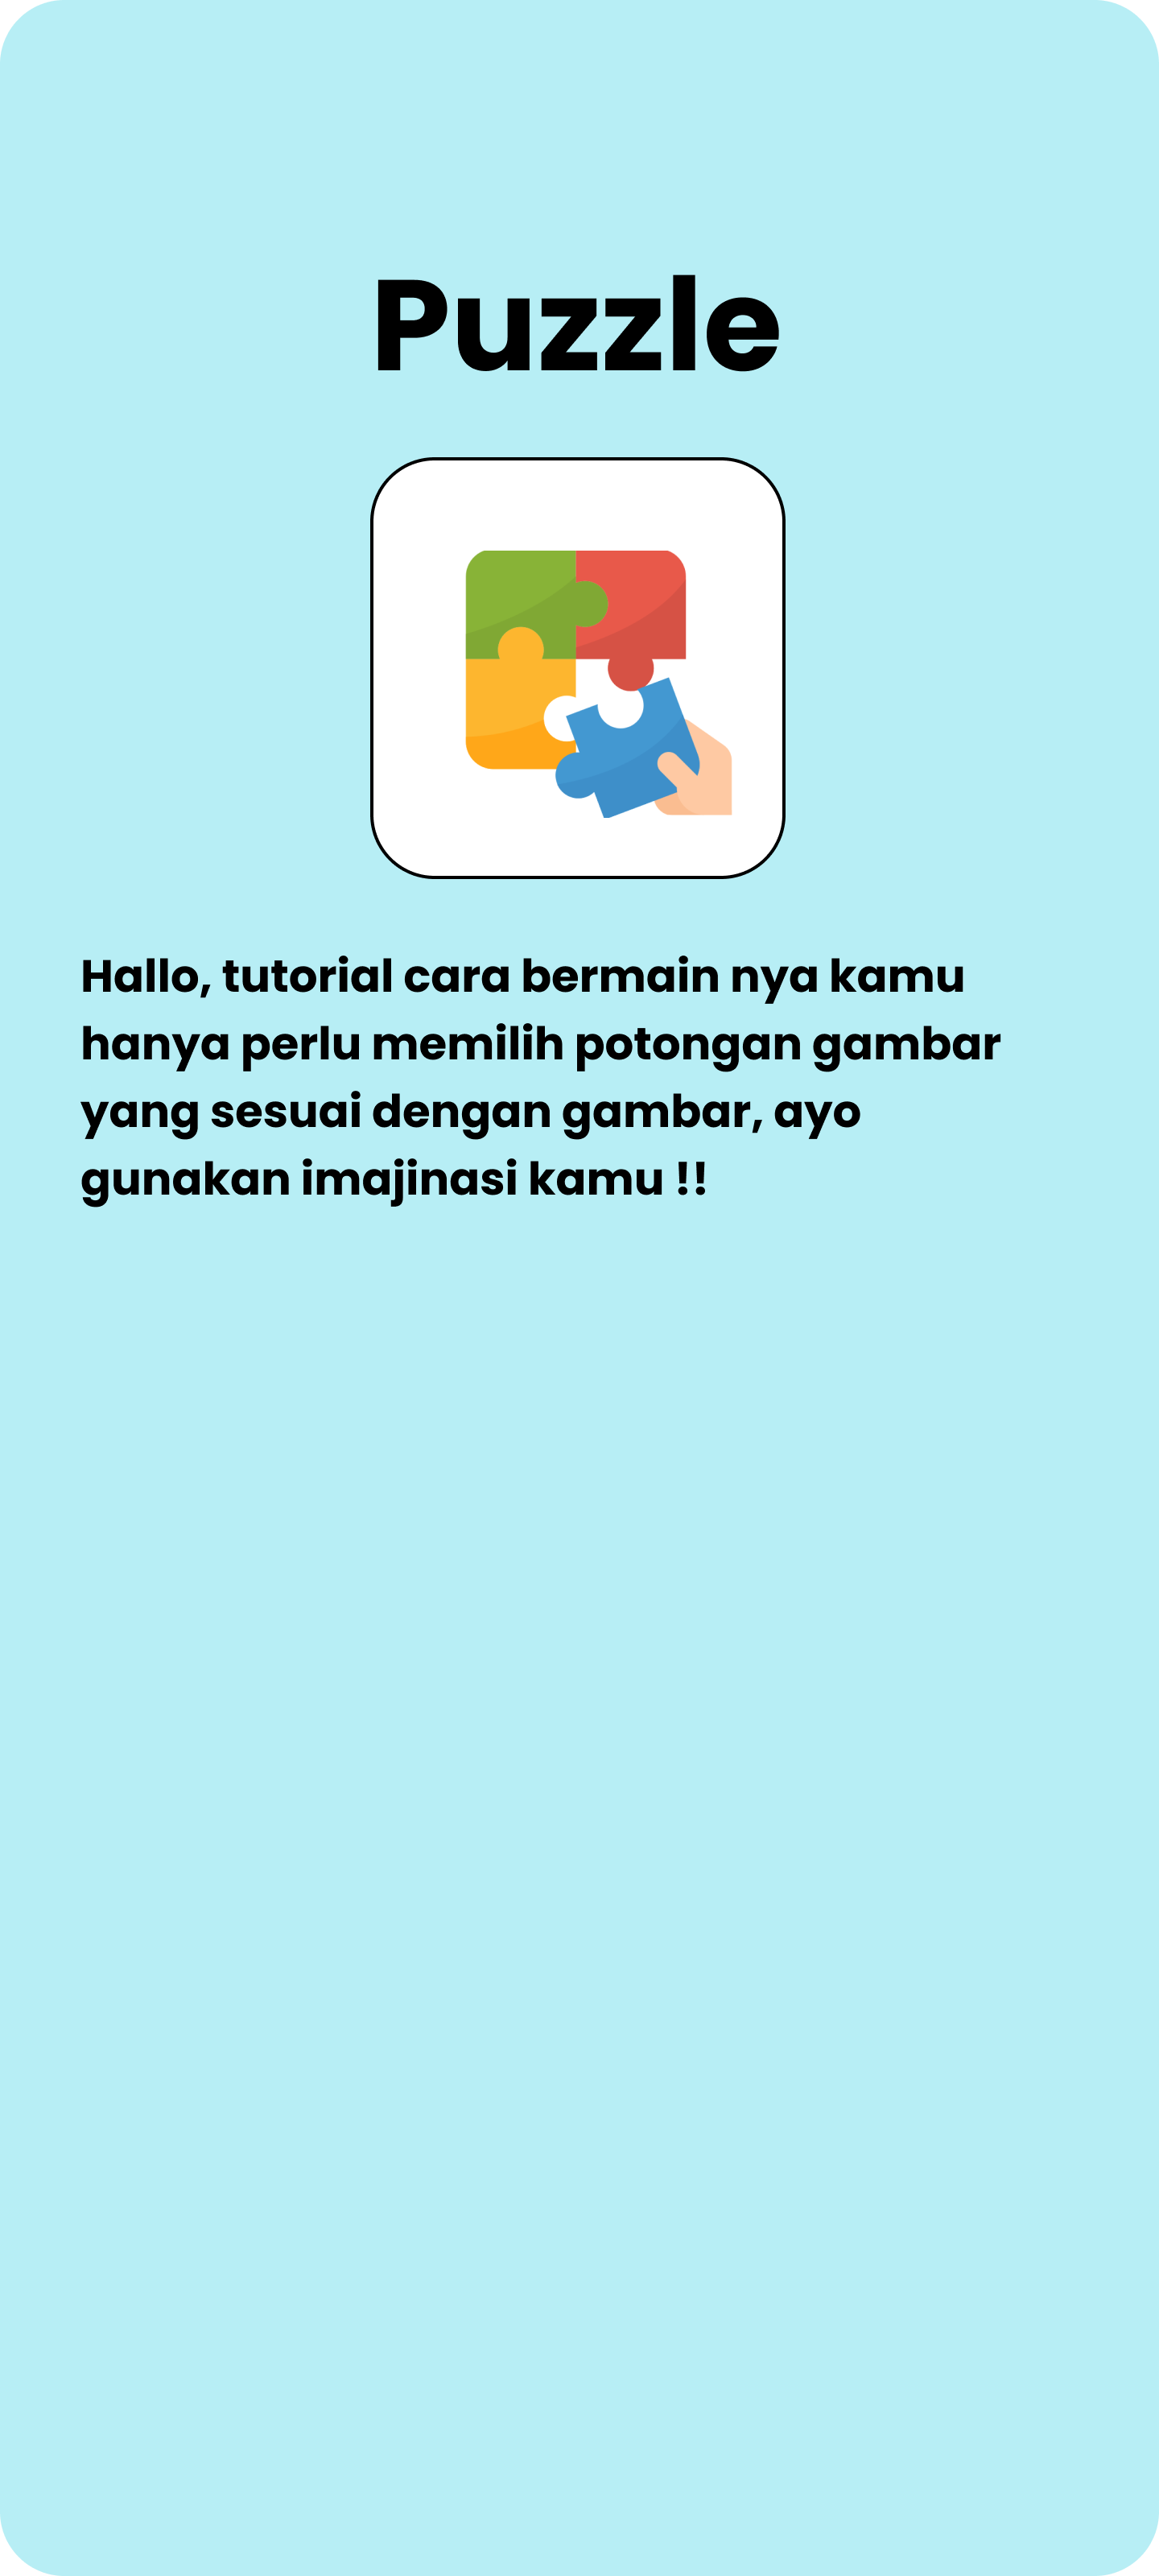 Puzzle
Hallo, tutorial cara bermain nya kamu
hanya perlu memilih potongan gambar
yang sesuai dengan gambar, ayo
gunakan imajinasi kamu !!